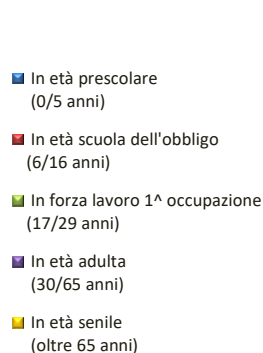 In età prescolare
(0/5 anni)
In età scuola dell'obbligo
(6/16 anni)
In forza lavoro 1^ occupazione
(17/29 anni)
In età adulta
(30/65 anni)
In età senile
(oltre 65 anni)